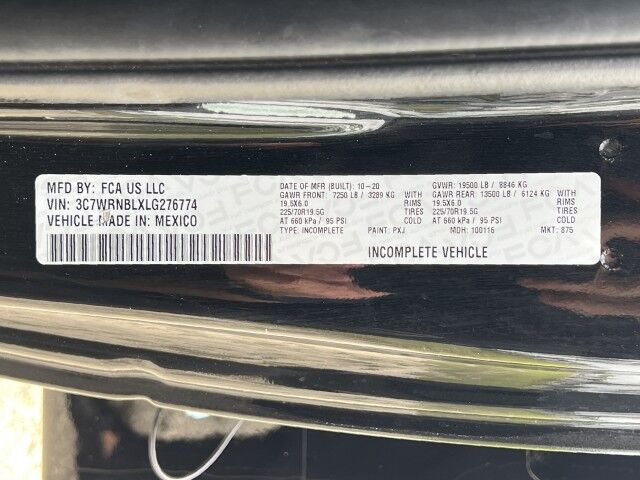 MFD BY: FCA US LLC
VIN: 3C7WRNBLXLG276774
VEHICLE MADE IN: MEXICO
DATE OF MFR (BUILT): 10-20
GAWR FRONT: 7250 LB / 3289 KG
WITH
19.5X6.0
RIMS
225/70R19.5G
TIRES
AT 660 kPa / 95 PSI
COLD
TYPE: INCOMPLETE
PAINT: PXJ
GVWR: 19500 LB / 8846 KG
GAWR REAR: 13500 LB / 6124 KG
WITH
19.5X6.0
RIMS
225/70R19.5G
TIRES
AT 660 kPa / 95 PSI
COLD
MDH: 100116
MKT: 875
INCOMPLETE VEHICLE